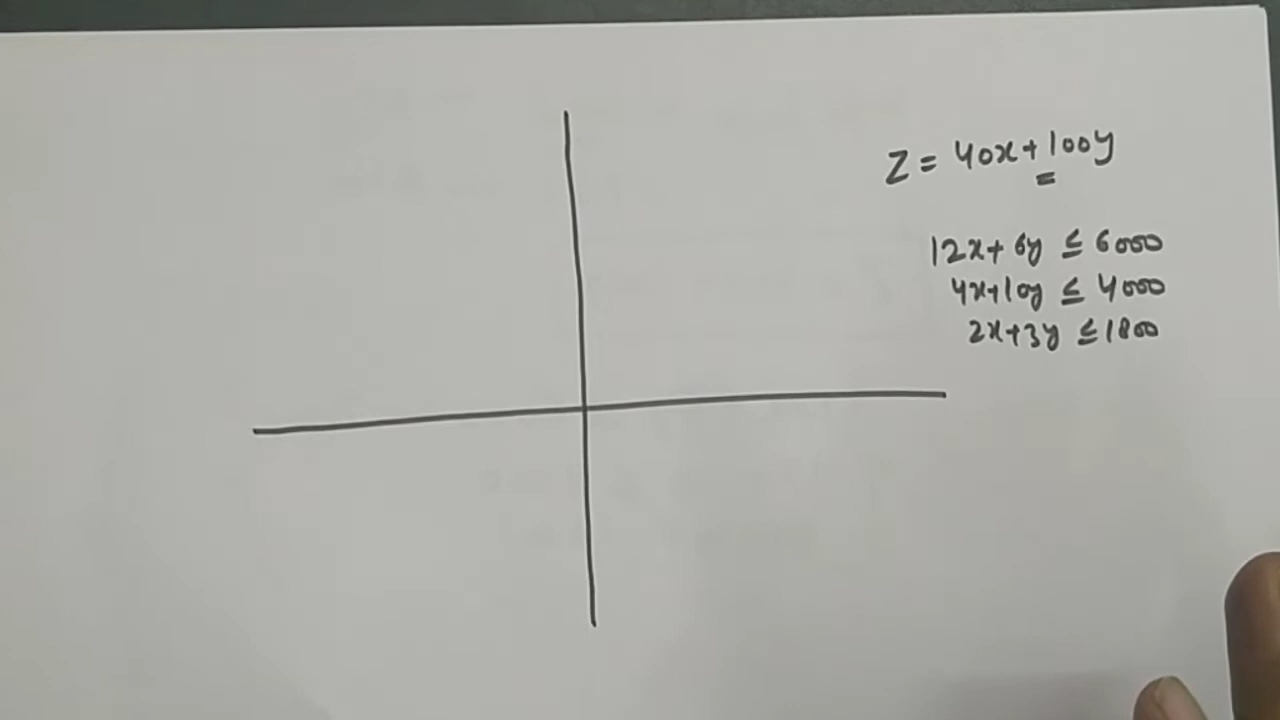 Z = 40x + 100y
12x + 6y ≤ 6000
4x + 10y ≤ 4000
2x + 3y ≤ 1800